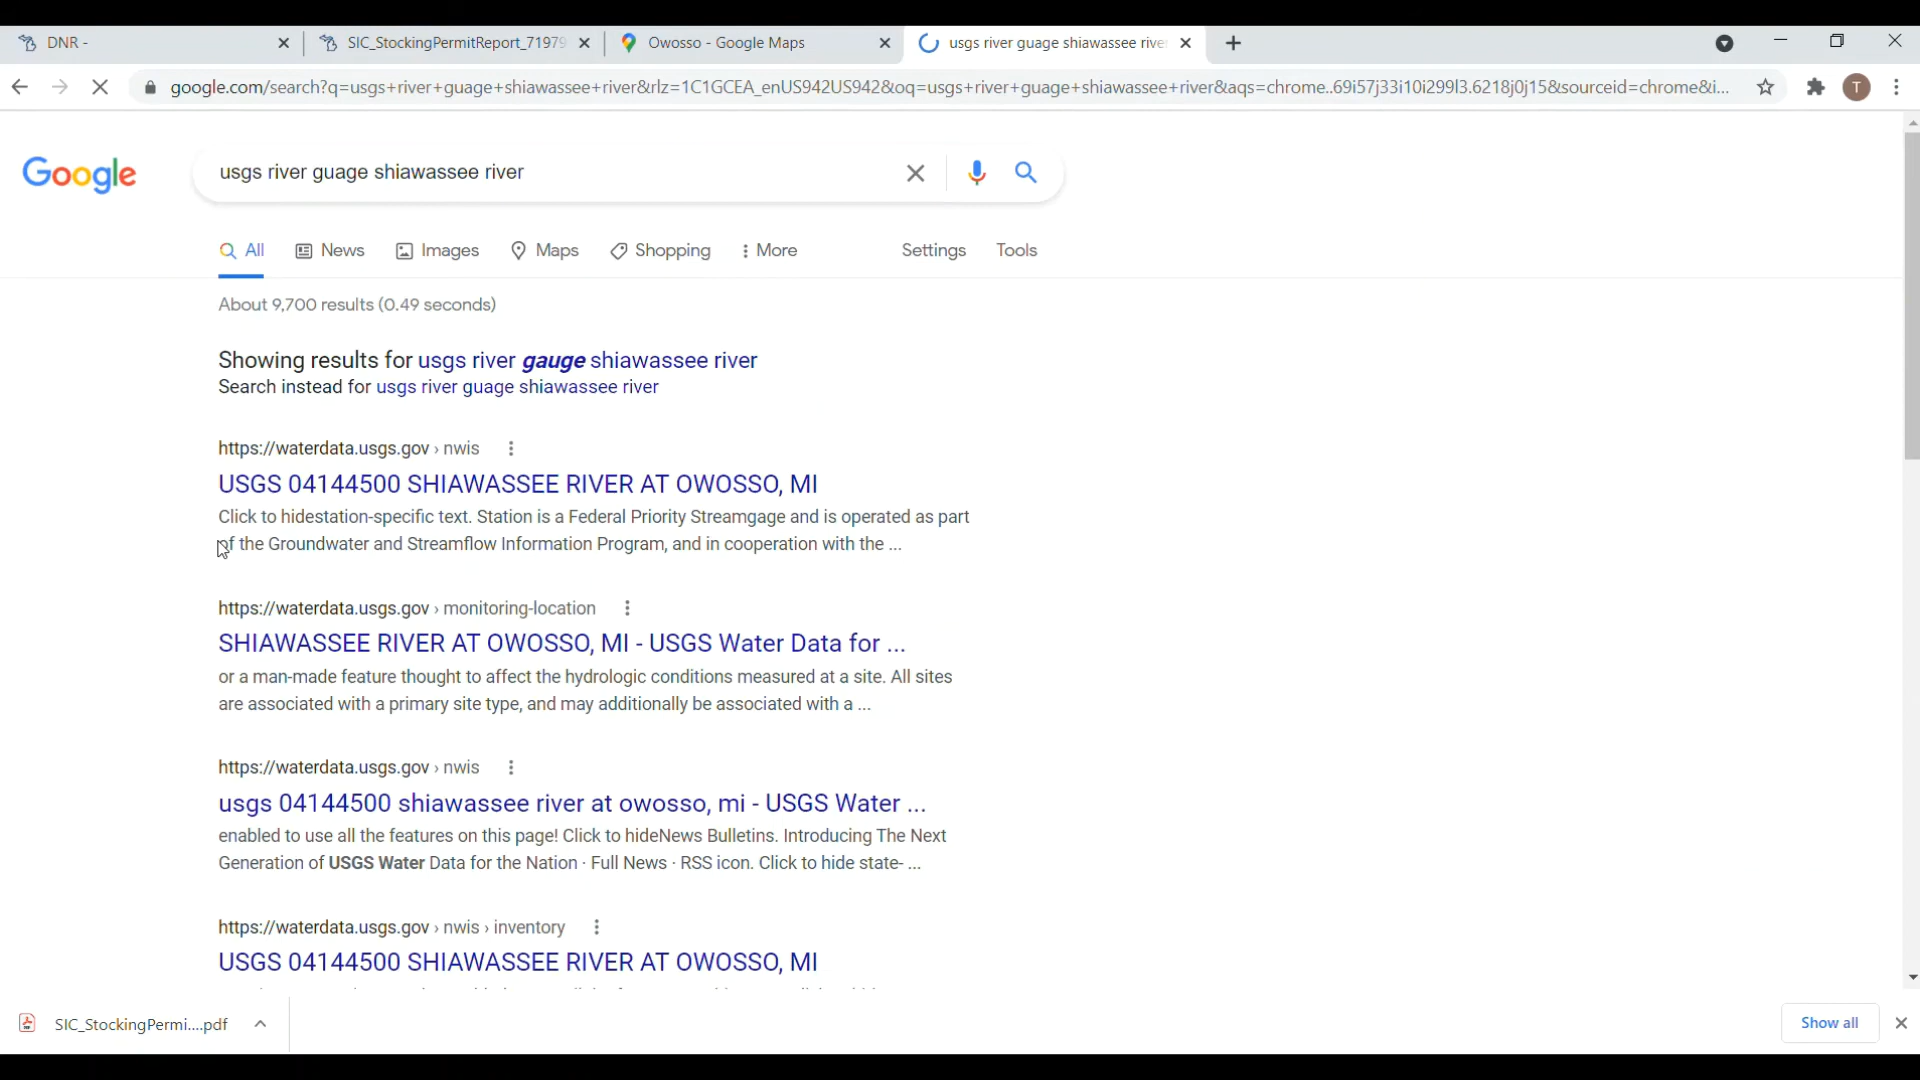 DNR -
SIC_StockingPermitReport_71979
Owosso - Google Maps
usgs river guage shiawassee rive
google.com/search?q=usgs+river+guage+shiawassee+river&rlz=1C1GCEA_enUS942US942&oq=usgs+river+guage+shiawassee+river&aqs=chrome..69i57j33i10i299l3.6218j0j15&sourceid=chrome&i...
T
Google
usgs river guage shiawassee river
All News Images Maps Shopping More Settings Tools
About 9,700 results (0.49 seconds)
Showing results for usgs river gauge shiawassee river
Search instead for usgs river guage shiawassee river
https://waterdata.usgs.gov › nwis
USGS 04144500 SHIAWASSEE RIVER AT OWOSSO, MI
Click to hidestation-specific text. Station is a Federal Priority Streamgage and is operated as part
of the Groundwater and Streamflow Information Program, and in cooperation with the ...
https://waterdata.usgs.gov › monitoring-location
SHIAWASSEE RIVER AT OWOSSO, MI - USGS Water Data for ...
or a man-made feature thought to affect the hydrologic conditions measured at a site. All sites
are associated with a primary site type, and may additionally be associated with a ...
https://waterdata.usgs.gov › nwis
usgs 04144500 shiawassee river at owosso, mi - USGS Water ...
enabled to use all the features on this page! Click to hideNews Bulletins. Introducing The Next
Generation of USGS Water Data for the Nation · Full News · RSS icon. Click to hide state- ...
https://waterdata.usgs.gov › nwis › inventory
USGS 04144500 SHIAWASSEE RIVER AT OWOSSO, MI
SIC_StockingPermi....pdf
Show all